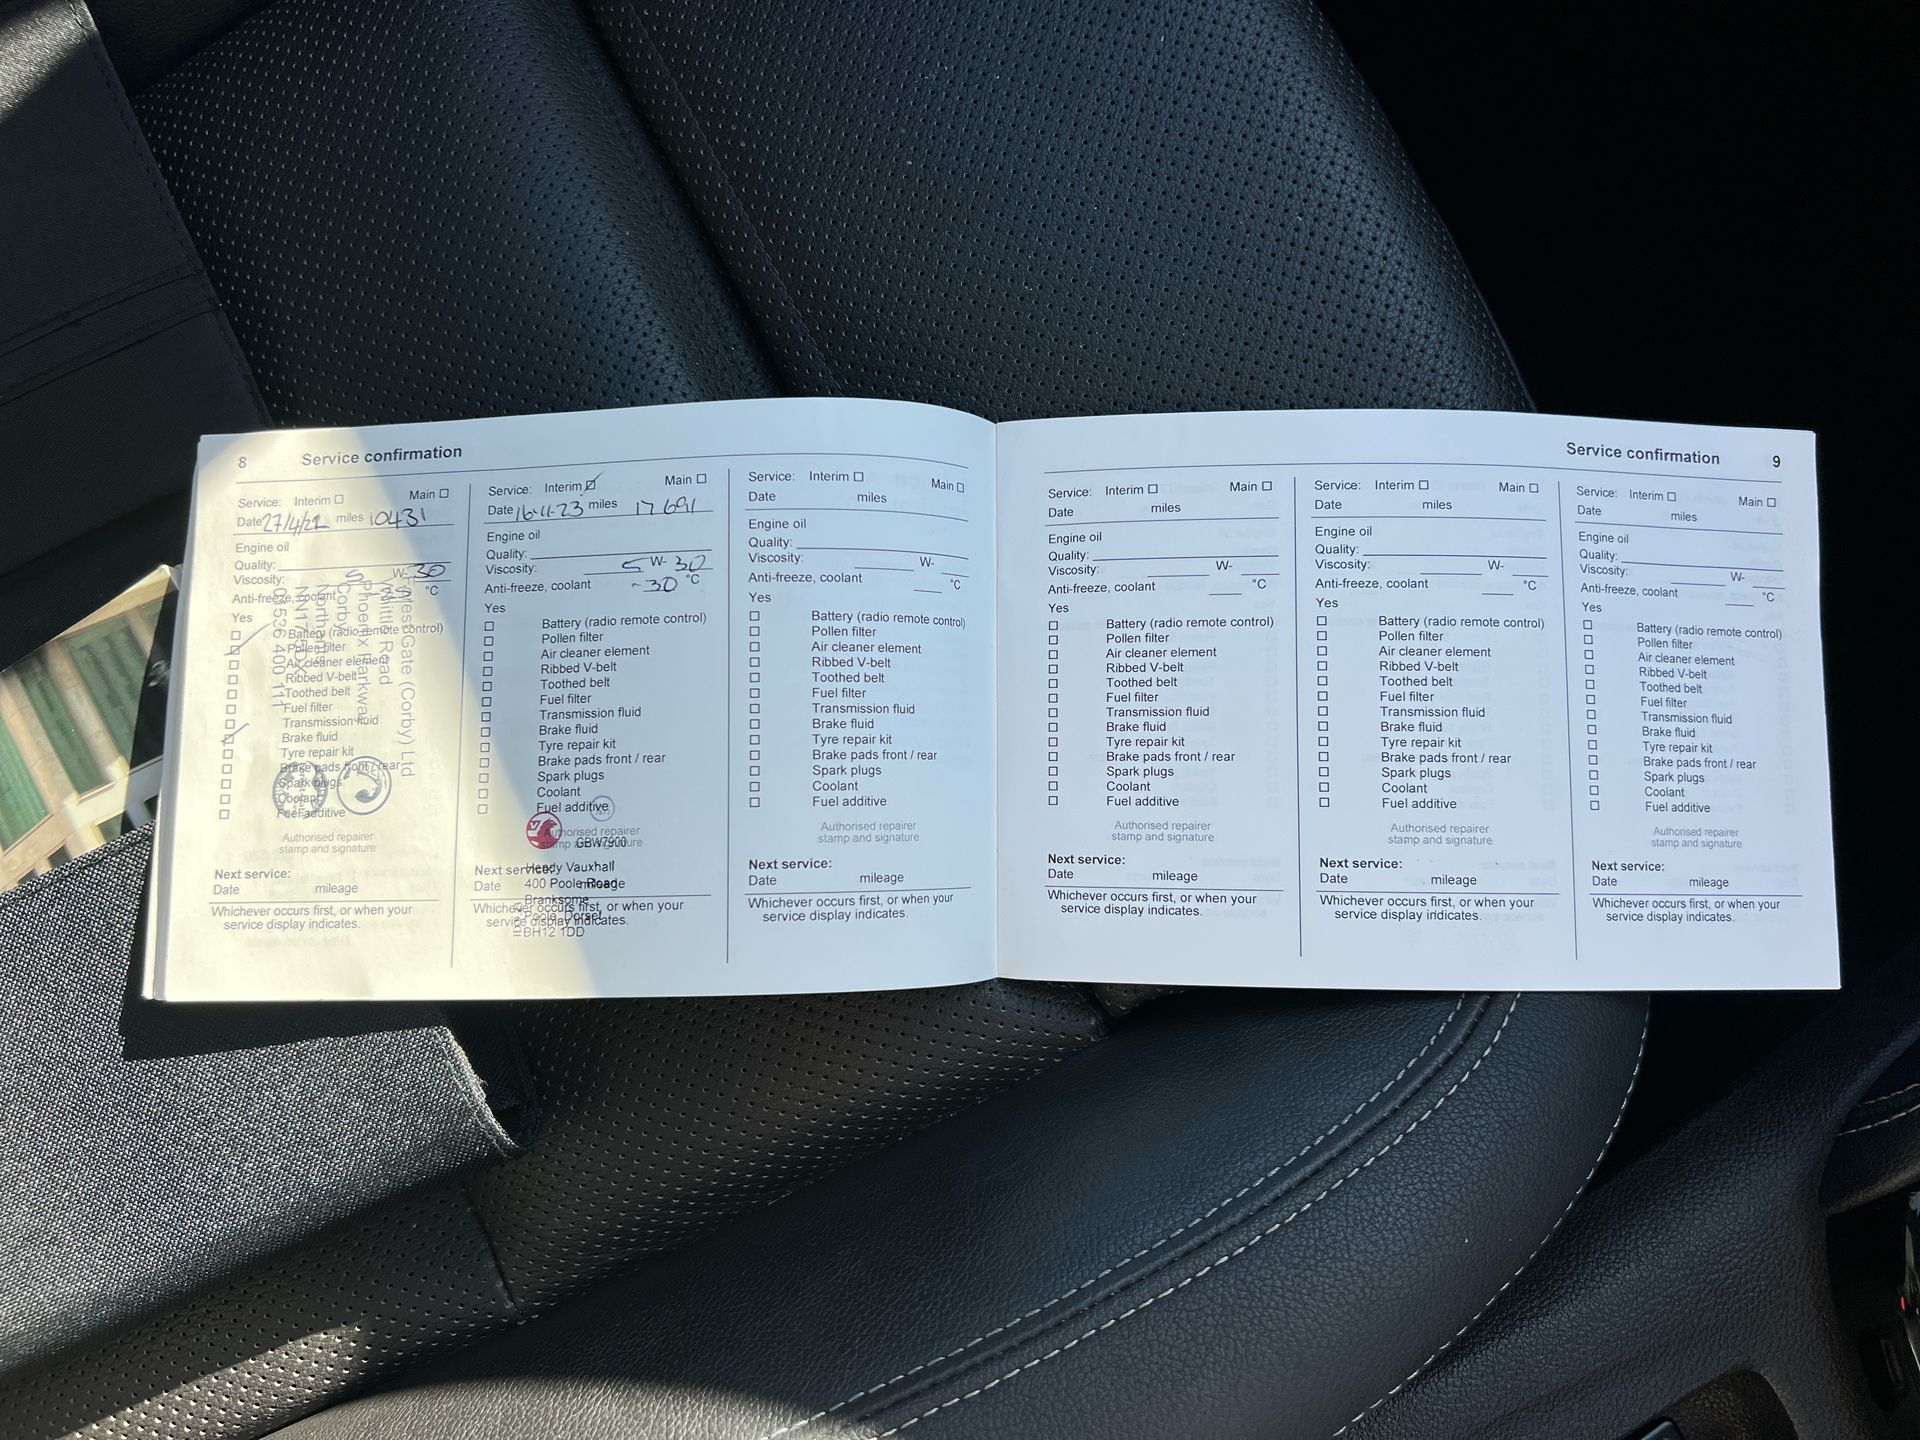 8 Service confirmation
Service: Interim ☐ Main ☐
Date 27/4/22 miles 10431
Engine oil
Quality:
Viscosity: 5 W- 30
Anti-freeze, coolant °C
Yes
☐ Battery (radio remote control)
☐ Pollen filter
☐ Air cleaner element
☐ Ribbed V-belt
☐ Toothed belt
☐ Fuel filter
☐ Transmission fluid
☑ Brake fluid
☐ Tyre repair kit
☐ Brake pads front / rear
☐ Spark plugs
☐ Coolant
☐ Fuel additive
Gate (Corby) Ltd
Road
Phoenix Parkway
Corby
Authorised repairer
stamp and signature
Next service:
Date mileage
Whichever occurs first, or when your
service display indicates.
Service: Interim ☑ Main ☐
Date 16-11-23 miles 17691
Engine oil
Quality:
Viscosity: 5 W- 30
Anti-freeze, coolant -30 °C
Yes
☐ Battery (radio remote control)
☐ Pollen filter
☐ Air cleaner element
☐ Ribbed V-belt
☐ Toothed belt
☐ Fuel filter
☐ Transmission fluid
☐ Brake fluid
☐ Tyre repair kit
☐ Brake pads front / rear
☐ Spark plugs
☐ Coolant
☐ Fuel additive
Authorised repairer
stamp and signature
GBW7900
Next service:
Date mileage
Whichever occurs first, or when your
service display indicates.
Hendy Vauxhall
400 Poole Road
Branksome
Poole, Dorset
BH12 1DD
Service: Interim ☐ Main ☐
Date miles
Engine oil
Quality:
Viscosity: W-
Anti-freeze, coolant °C
Yes
☐ Battery (radio remote control)
☐ Pollen filter
☐ Air cleaner element
☐ Ribbed V-belt
☐ Toothed belt
☐ Fuel filter
☐ Transmission fluid
☐ Brake fluid
☐ Tyre repair kit
☐ Brake pads front / rear
☐ Spark plugs
☐ Coolant
☐ Fuel additive
Authorised repairer
stamp and signature
Next service:
Date mileage
Whichever occurs first, or when your
service display indicates.
Service confirmation 9
Service: Interim ☐ Main ☐
Date miles
Engine oil
Quality:
Viscosity: W-
Anti-freeze, coolant °C
Yes
☐ Battery (radio remote control)
☐ Pollen filter
☐ Air cleaner element
☐ Ribbed V-belt
☐ Toothed belt
☐ Fuel filter
☐ Transmission fluid
☐ Brake fluid
☐ Tyre repair kit
☐ Brake pads front / rear
☐ Spark plugs
☐ Coolant
☐ Fuel additive
Authorised repairer
stamp and signature
Next service:
Date mileage
Whichever occurs first, or when your
service display indicates.
Service: Interim ☐ Main ☐
Date miles
Engine oil
Quality:
Viscosity: W-
Anti-freeze, coolant °C
Yes
☐ Battery (radio remote control)
☐ Pollen filter
☐ Air cleaner element
☐ Ribbed V-belt
☐ Toothed belt
☐ Fuel filter
☐ Transmission fluid
☐ Brake fluid
☐ Tyre repair kit
☐ Brake pads front / rear
☐ Spark plugs
☐ Coolant
☐ Fuel additive
Authorised repairer
stamp and signature
Next service:
Date mileage
Whichever occurs first, or when your
service display indicates.
Service: Interim ☐ Main ☐
Date miles
Engine oil
Quality:
Viscosity: W-
Anti-freeze, coolant °C
Yes
☐ Battery (radio remote control)
☐ Pollen filter
☐ Air cleaner element
☐ Ribbed V-belt
☐ Toothed belt
☐ Fuel filter
☐ Transmission fluid
☐ Brake fluid
☐ Tyre repair kit
☐ Brake pads front / rear
☐ Spark plugs
☐ Coolant
☐ Fuel additive
Authorised repairer
stamp and signature
Next service:
Date mileage
Whichever occurs first, or when your
service display indicates.